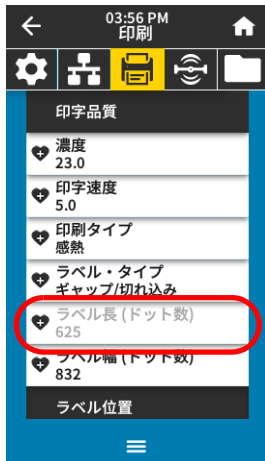 03:56 PM
印刷
印字品質
濃度
23.0
印字速度
5.0
印刷タイプ
感熱
ラベル・タイプ
ギャップ/切れ込み
ラベル長 (ドット数)
625
ラベル幅 (ドット数)
832
ラベル位置